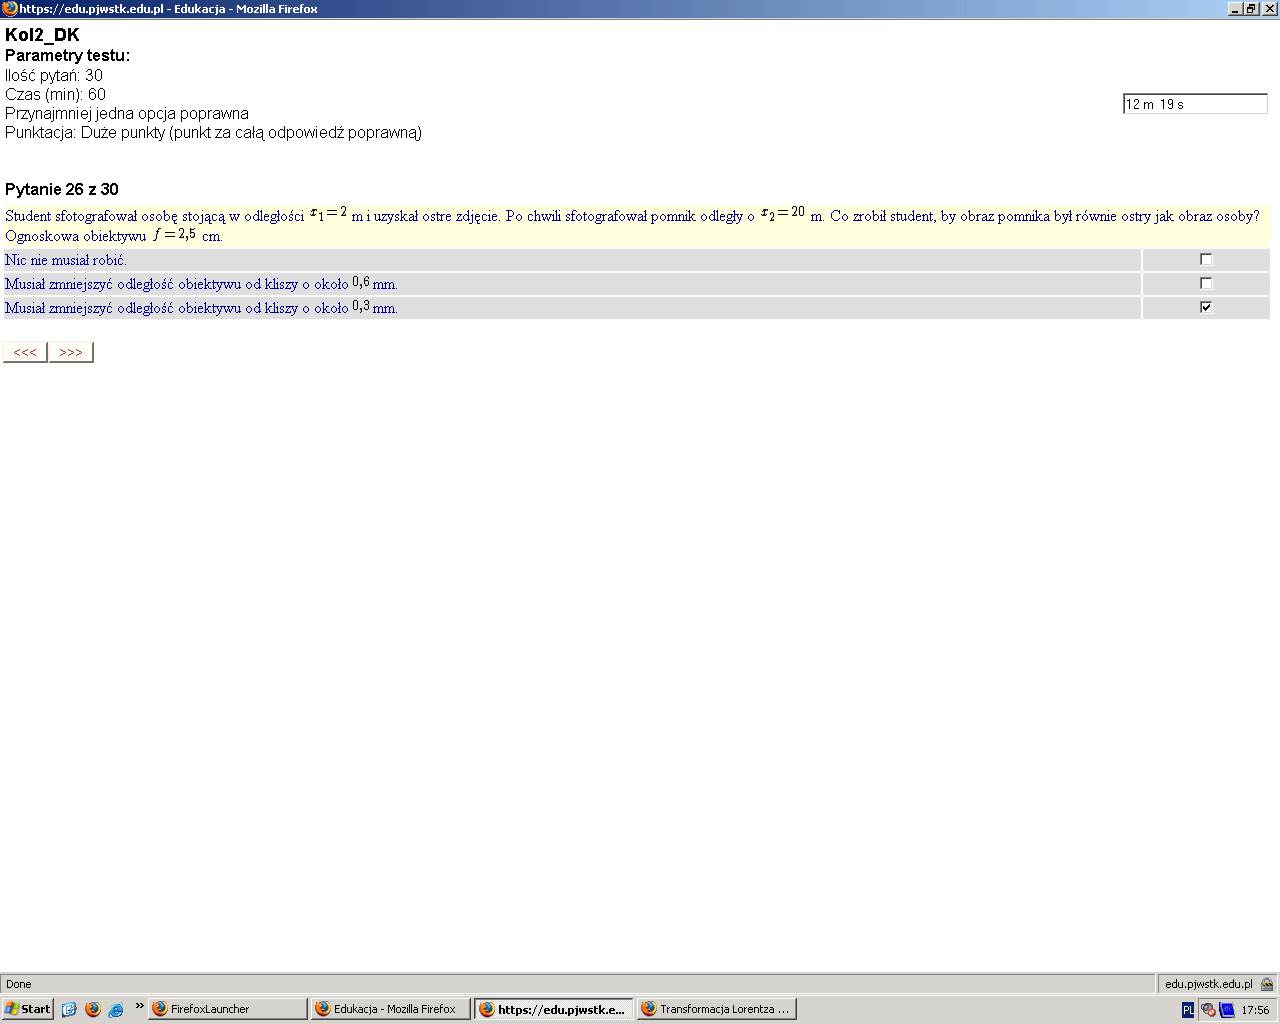 https://edu.pjwstk.edu.pl - Edukacja - Mozilla Firefox
Kol2_DK
Parametry testu:
Ilość pytań: 30
Czas (min): 60
12 m 19 s
Przynajmniej jedna opcja poprawna
Punktacja: Duże punkty (punkt za całą odpowiedź poprawną)
Pytanie 26 z 30
Student sfotografował osobę stojącą w odległości x₁=2 m i uzyskał ostre zdjęcie. Po chwili sfotografował pomnik odległy o x₂=20 m. Co zrobił student, by obraz pomnika był równie ostry jak obraz osoby?
Ognoskowa obiektywu f=2,5 cm.
Nic nie musiał robić.
Musiał zmniejszyć odległość obiektywu od kliszy o około 0,6 mm.
Musiał zmniejszyć odległość obiektywu od kliszy o około 0,3 mm.
<<< >>>
Done edu.pjwstk.edu.pl
Start » FirefoxLauncher Edukacja - Mozilla Firefox https://edu.pjwstk.e... Transformacja Lorentza ... PL 17:56